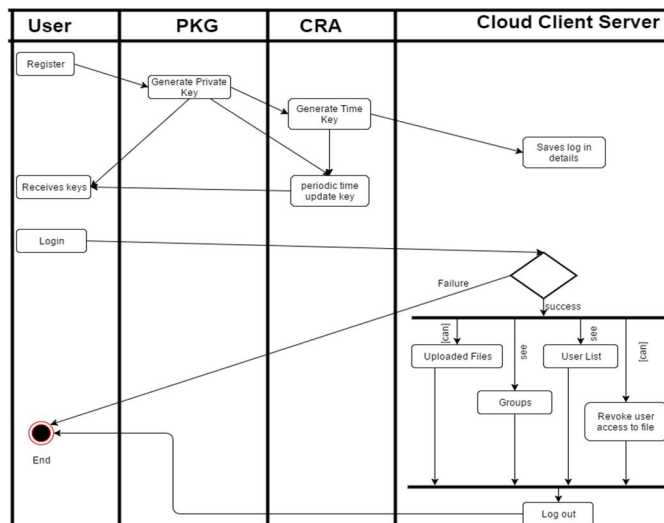 User
PKG
CRA
Cloud Client Server
Register
Generate Private
Key
Generate Time
Key
Saves log in
details
Receives keys
periodic time
update key
Login
Failure
success
[can]
see
see
[can]
Uploaded Files
User List
Groups
Revoke user
access to file
End
Log out